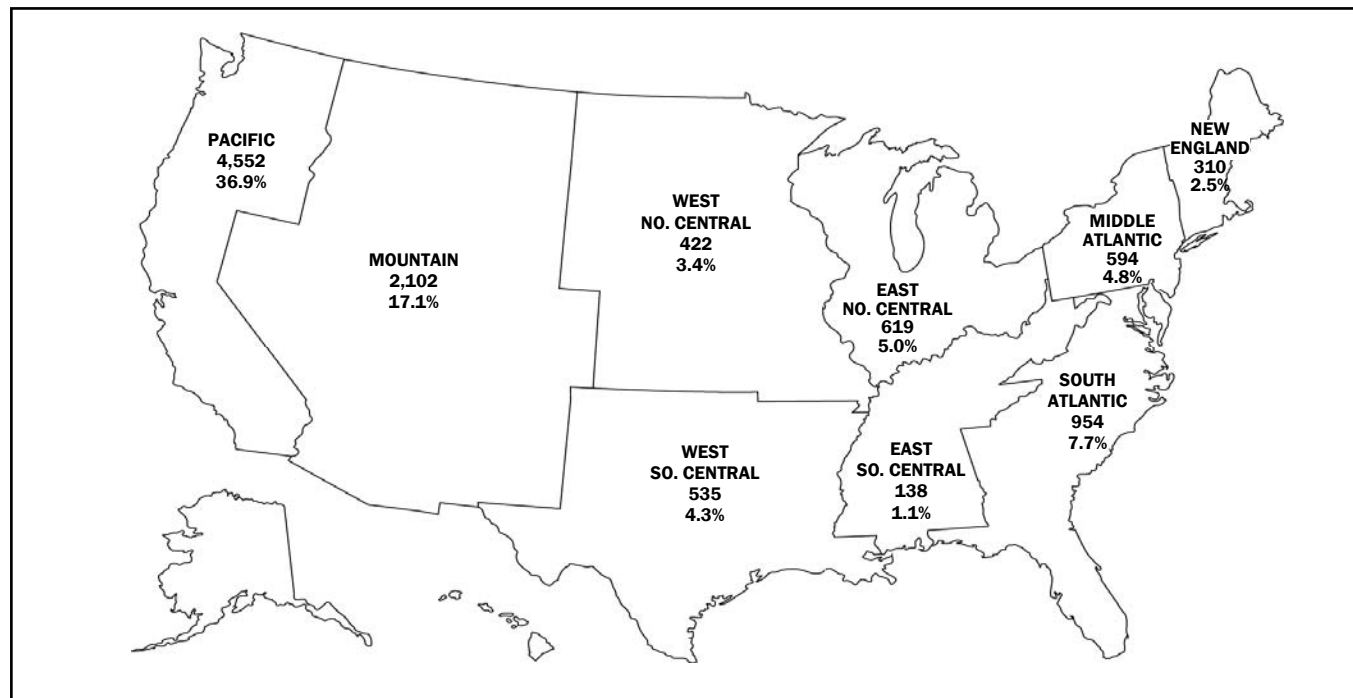 PACIFIC
4,552
36.9%
MOUNTAIN
2,102
17.1%
WEST
NO. CENTRAL
422
3.4%
EAST
NO. CENTRAL
619
5.0%
NEW
ENGLAND
310
2.5%
MIDDLE
ATLANTIC
594
4.8%
SOUTH
ATLANTIC
954
7.7%
WEST
SO. CENTRAL
535
4.3%
EAST
SO. CENTRAL
138
1.1%